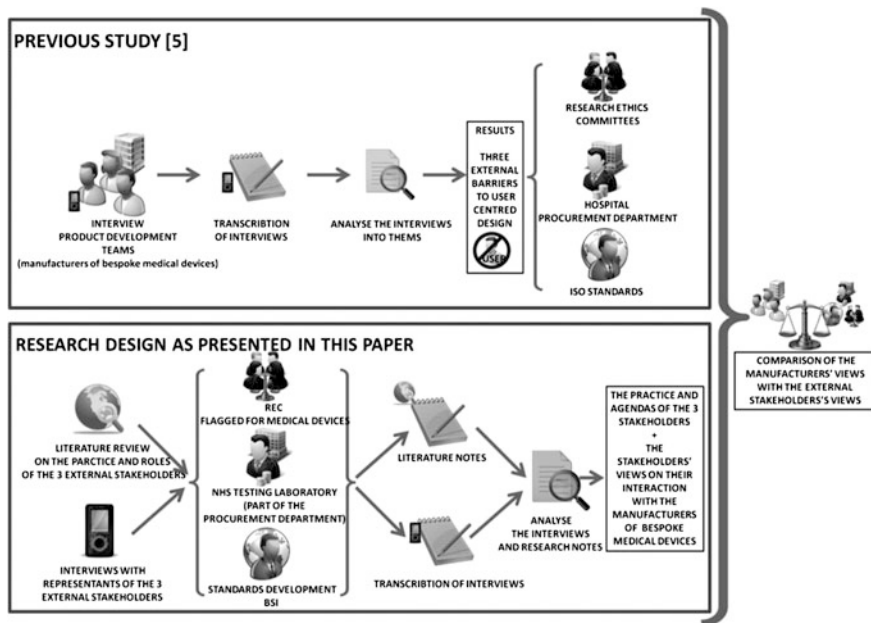 PREVIOUS STUDY [5]
INTERVIEW
PRODUCT DEVELOPMENT
TEAMS
(manufacturers of bespoke medical devices)
TRANSCRIBTION
OF INTERVIEWS
ANALYSE THE INTERVIEWS
INTO THEMS
RESULTS
THREE
EXTERNAL
BARRIERS
TO USER
CENTRED
DESIGN
USER
RESEARCH ETHICS
COMMITTEES
HOSPITAL
PROCUREMENT DEPARTMENT
ISO STANDARDS
RESEARCH DESIGN AS PRESENTED IN THIS PAPER
LITERATURE REVIEW
ON THE PARCTICE AND ROLES
OF THE 3 EXTERNAL STAKEHOLDERS
INTERVIEWS WITH
REPRESENTANTS OF THE 3
EXTERNAL STAKEHOLDERS
REC
FLAGGED FOR MEDICAL DEVICES
NHS TESTING LABORATORY
(PART OF THE
PROCUREMENT DEPARTMENT)
STANDARDS DEVELOPMENT
BSI
LITERATURE NOTES
TRANSCRIBTION OF INTERVIEWS
ANALYSE
THE INTERVIEWS
AND RESEARCH NOTES
THE PRACTICE AND
AGENDAS OF THE 3
STAKEHOLDERS
+
THE
STAKEHOLDERS'
VIEWS ON THEIR
INTERACTION
WITH THE
MANUFACTURERS
OF BESPOKE
MEDICAL DEVICES
COMPARISON OF THE
MANUFACTURERS' VIEWS
WITH THE EXTERNAL
STAKEHOLDERS'S VIEWS